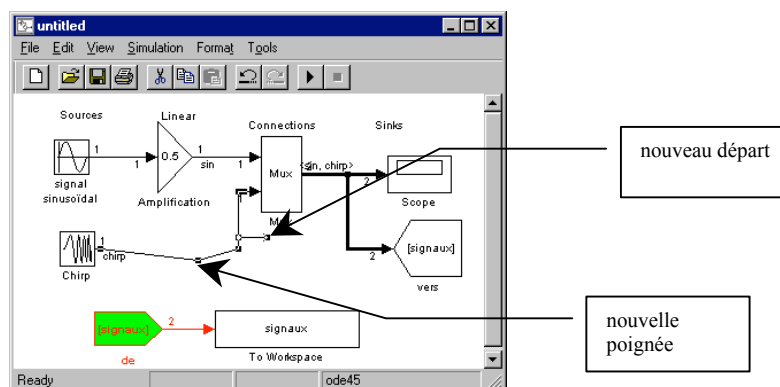 untitled
File Edit View Simulation Format Tools
Sources
Linear
Connections
Sinks
1
1
0.5
1
sin
1
Mux
<sin, chirp>
2
Scope
signal
sinusoïdal
Amplification
1
chirp
Chirp
2
[signaux]
vers
[signaux]
2
de
signaux
To Workspace
Ready
ode45
nouveau départ
nouvelle
poignée